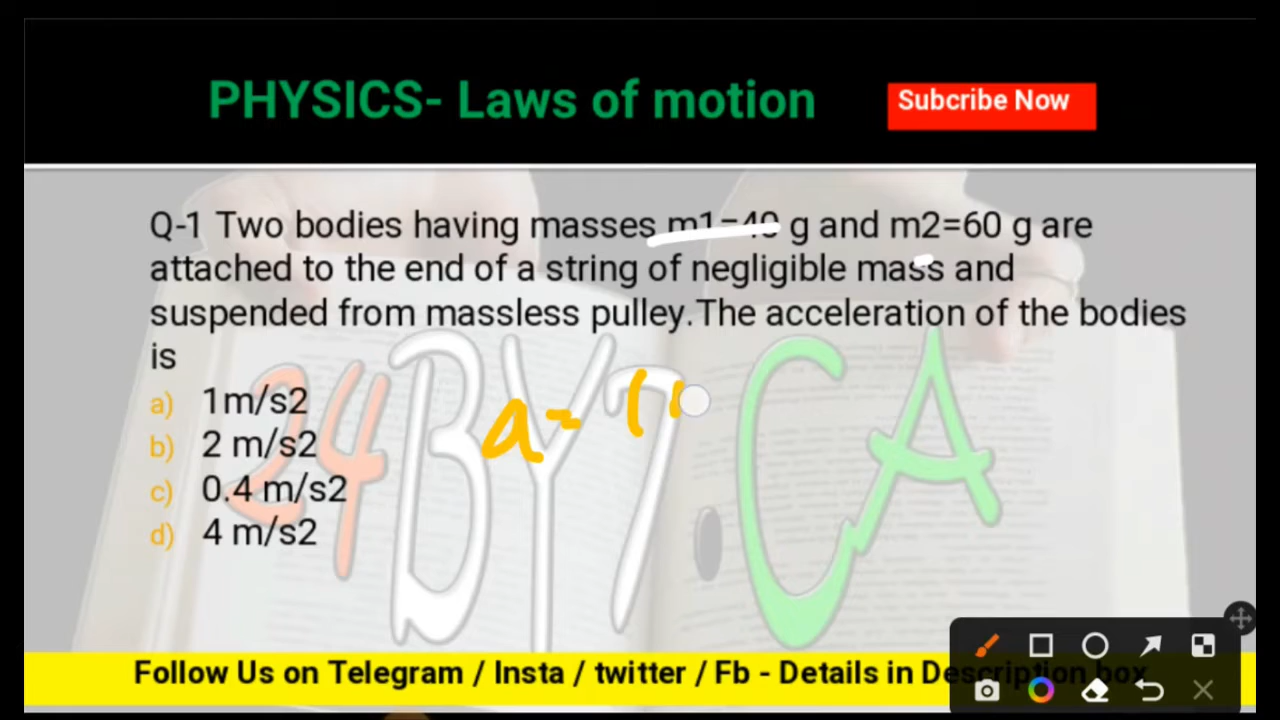 PHYSICS- Laws of motion
Subcribe Now
Q-1 Two bodies having masses m1=40 g and m2=60 g are
attached to the end of a string of negligible mass and
suspended from massless pulley.The acceleration of the bodies
is
a) 1m/s2
b) 2 m/s2
c) 0.4 m/s2
d) 4 m/s2
a= (
24BYT.CA
Follow Us on Telegram / Insta / twitter / Fb - Details in Description box